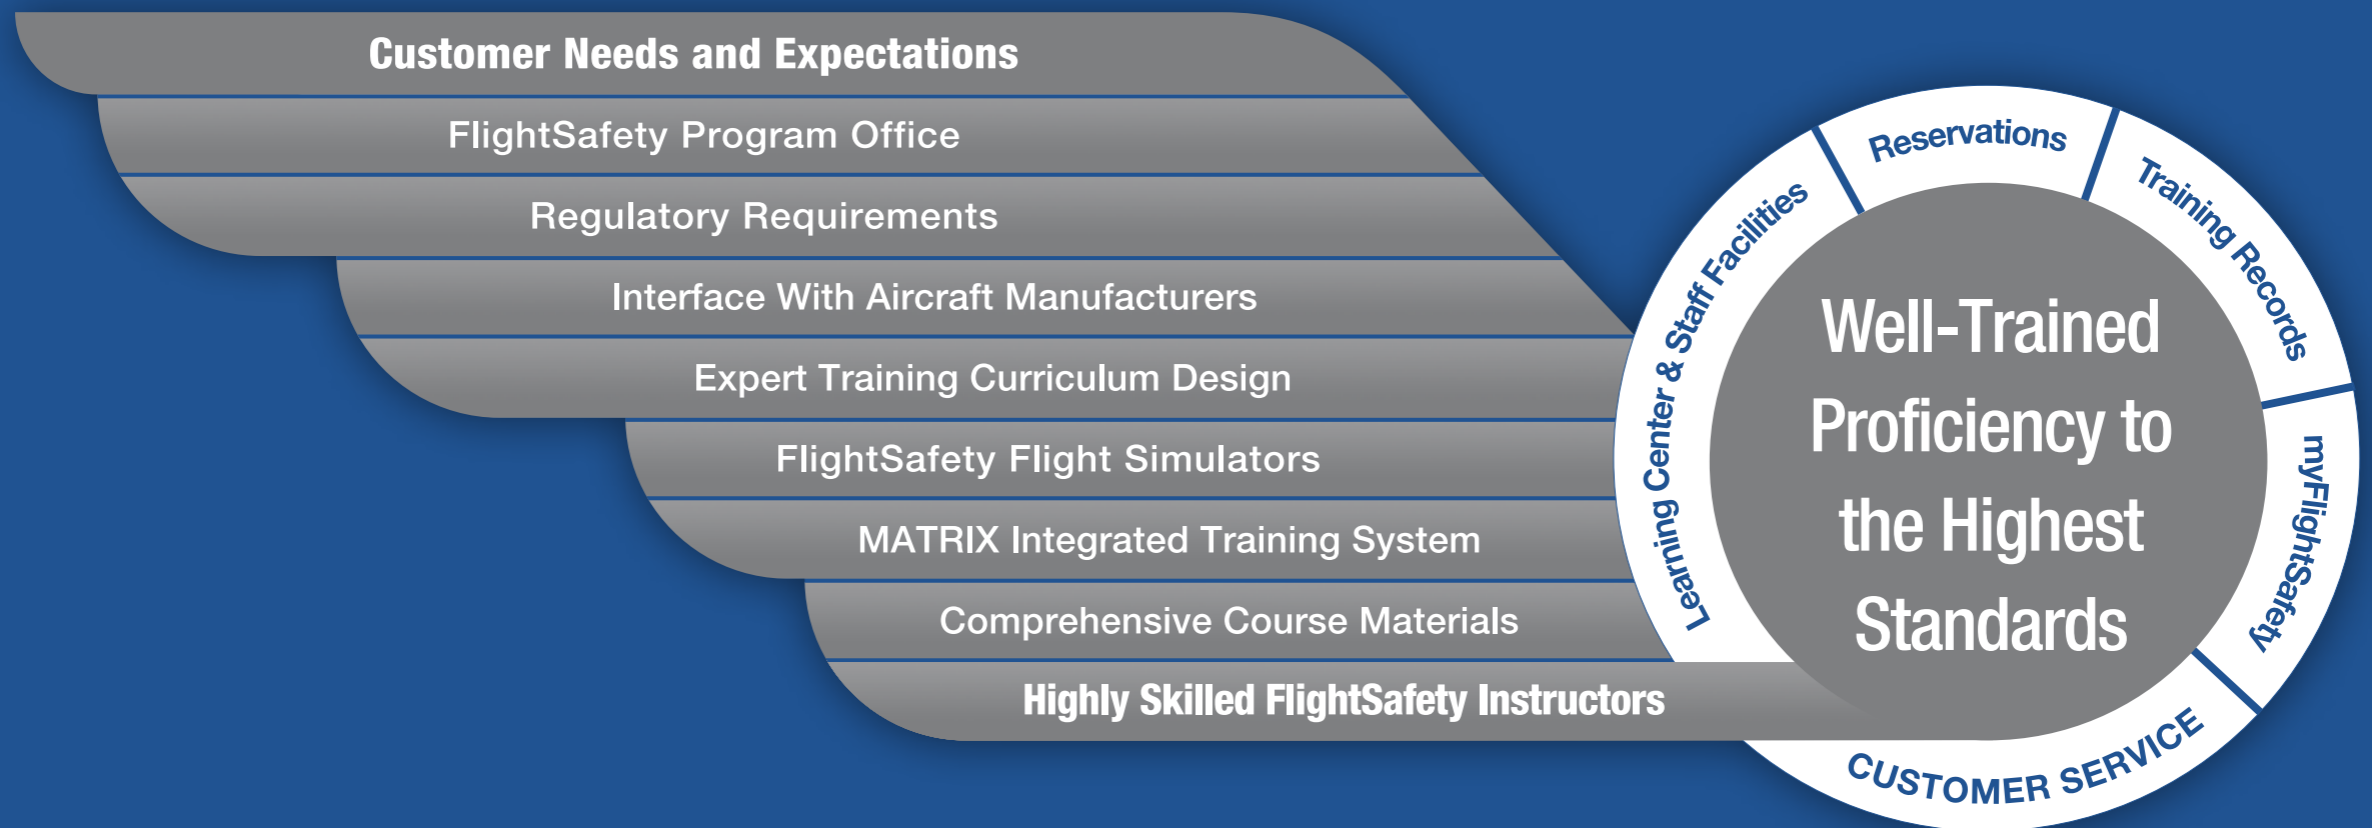 Customer Needs and Expectations
FlightSafety Program Office
Regulatory Requirements
Interface With Aircraft Manufacturers
Expert Training Curriculum Design
FlightSafety Flight Simulators
MATRIX Integrated Training System
Comprehensive Course Materials
Highly Skilled FlightSafety Instructors
Learning Center & Staff Facilities
Reservations
Training Records
myFlightSafety
CUSTOMER SERVICE
Well-Trained
Proficiency to
the Highest
Standards